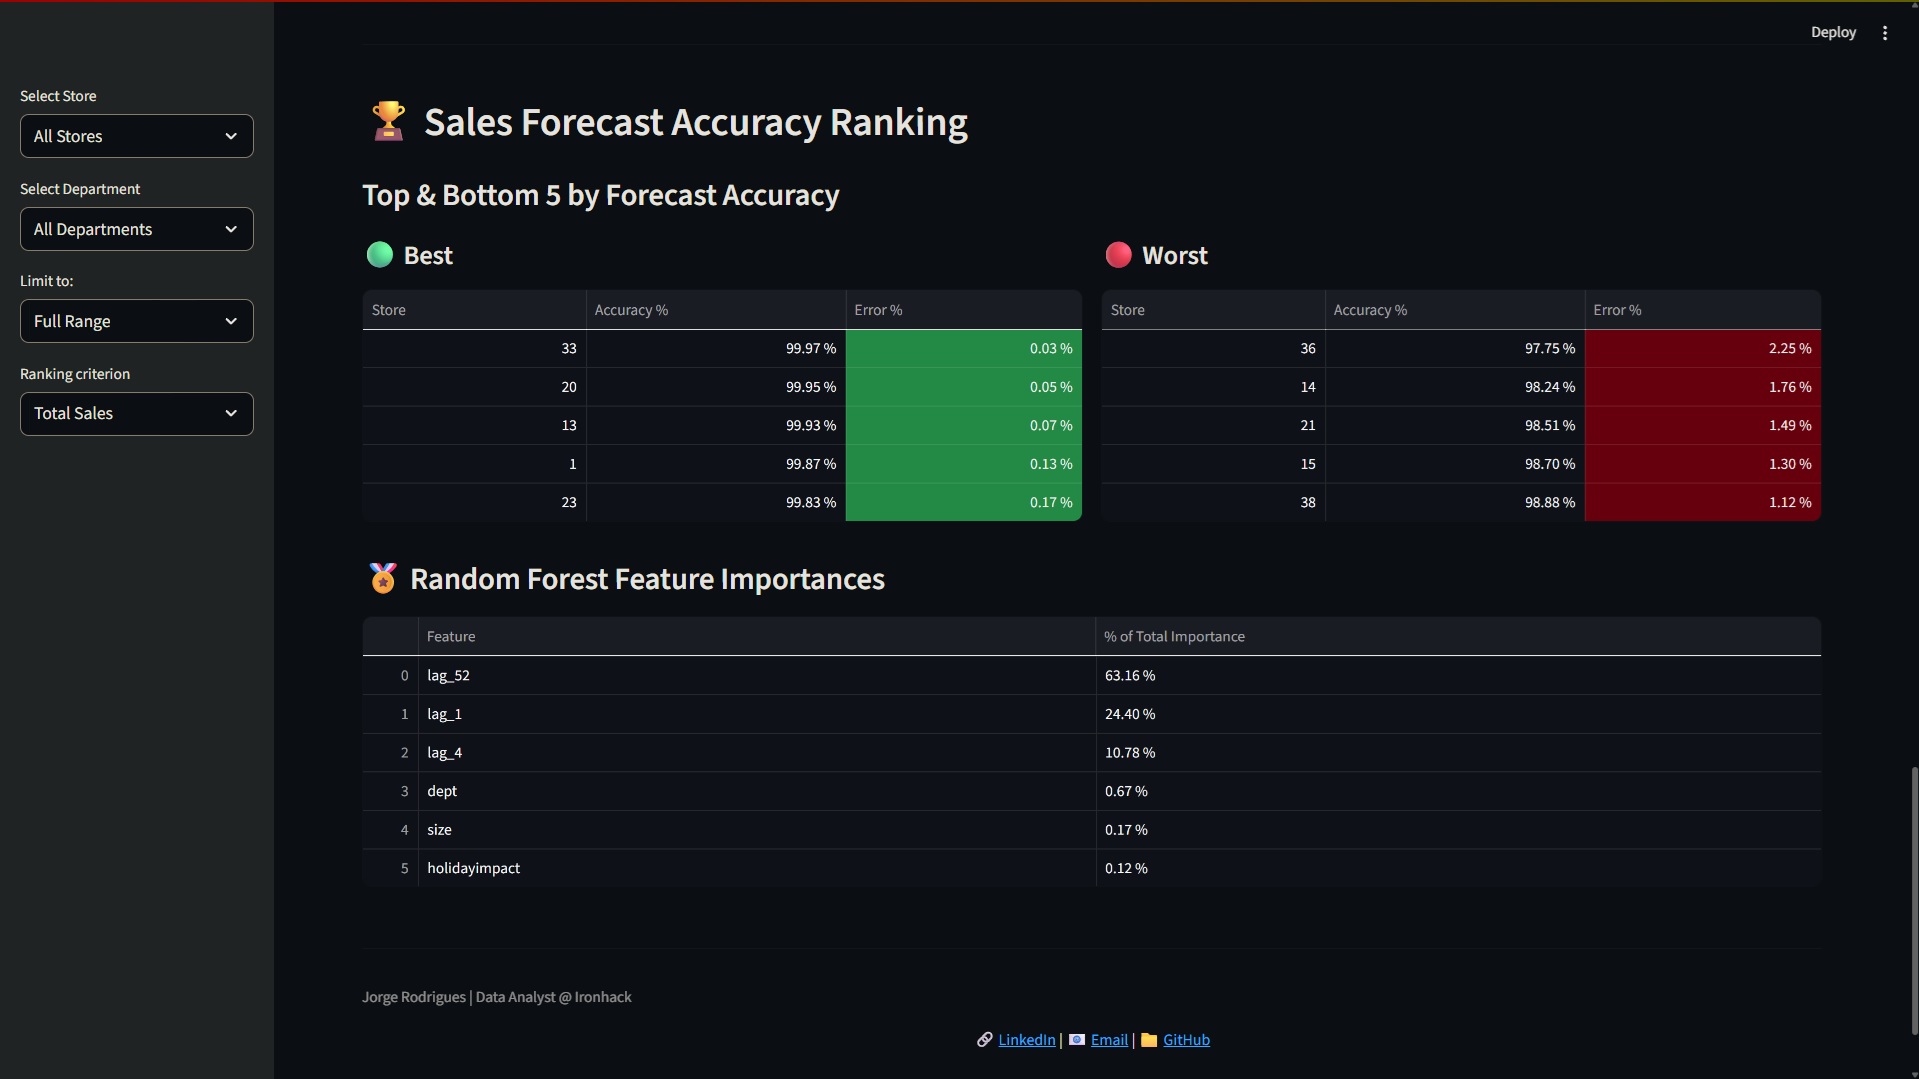 Deploy
Select Store
All Stores
Select Department
All Departments
Limit to:
Full Range
Ranking criterion
Total Sales
Sales Forecast Accuracy Ranking
Top & Bottom 5 by Forecast Accuracy
Best
Store Accuracy % Error %
33 99.97 % 0.03 %
20 99.95 % 0.05 %
13 99.93 % 0.07 %
1 99.87 % 0.13 %
23 99.83 % 0.17 %
Worst
Store Accuracy % Error %
36 97.75 % 2.25 %
14 98.24 % 1.76 %
21 98.51 % 1.49 %
15 98.70 % 1.30 %
38 98.88 % 1.12 %
Random Forest Feature Importances
Feature % of Total Importance
0 lag_52 63.16 %
1 lag_1 24.40 %
2 lag_4 10.78 %
3 dept 0.67 %
4 size 0.17 %
5 holidayimpact 0.12 %
Jorge Rodrigues | Data Analyst @ Ironhack
LinkedIn | Email | GitHub